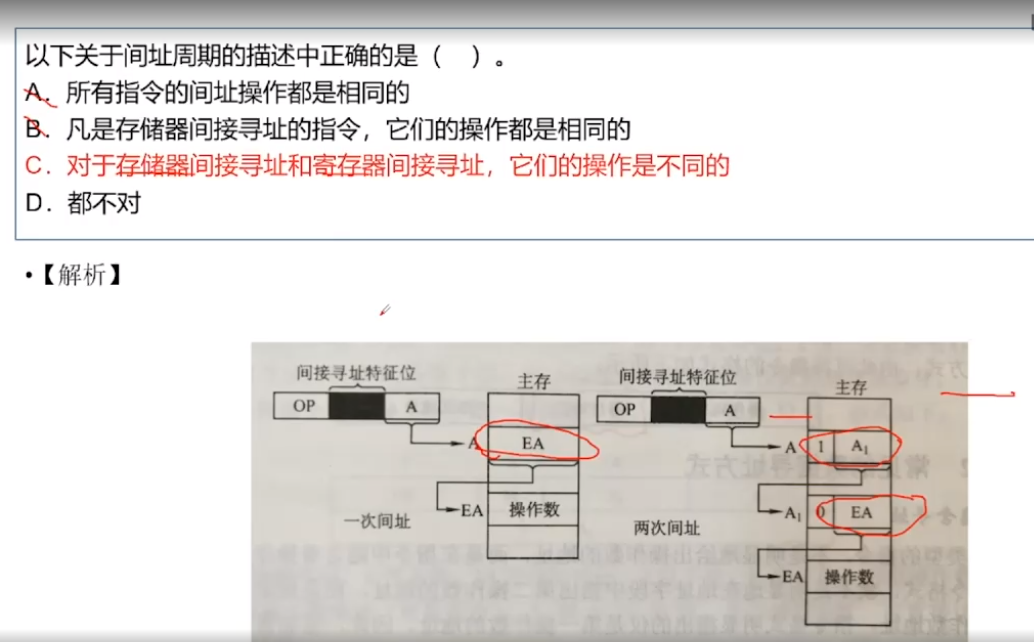 以下关于间址周期的描述中正确的是（ ）。
A．所有指令的间址操作都是相同的
B．凡是存储器间接寻址的指令，它们的操作都是相同的
C．对于存储器间接寻址和寄存器间接寻址，它们的操作是不同的
D．都不对
•【解析】
间接寻址特征位
主存
OP
A
A
EA
EA
操作数
一次间址
间接寻址特征位
主存
OP
A
A
1
A₁
A₁
0
EA
两次间址
EA
操作数